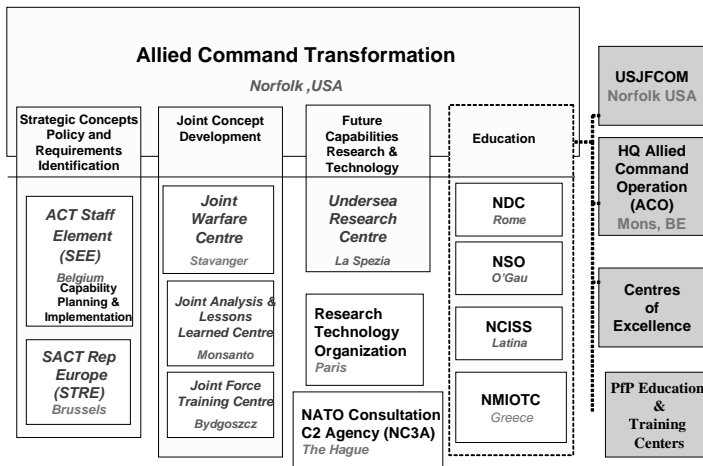 Allied Command Transformation
Norfolk ,USA
Strategic Concepts
Policy and
Requirements
Identification
ACT Staff
Element
(SEE)
Belgium
Capability
Planning &
Implementation
SACT Rep
Europe
(STRE)
Brussels
Joint Concept
Development
Joint
Warfare
Centre
Stavanger
Joint Analysis &
Lessons
Learned Centre
Monsanto
Joint Force
Training Centre
Bydgoszcz
Future
Capabilities
Research &
Technology
Undersea
Research
Centre
La Spezia
Research
Technology
Organization
Paris
NATO Consultation
C2 Agency (NC3A)
The Hague
Education
NDC
Rome
NSO
O'Gau
NCISS
Latina
NMIOTC
Greece
USJFCOM
Norfolk USA
HQ Allied
Command
Operation
(ACO)
Mons, BE
Centres
of
Excellence
PfP Education
&
Training
Centers